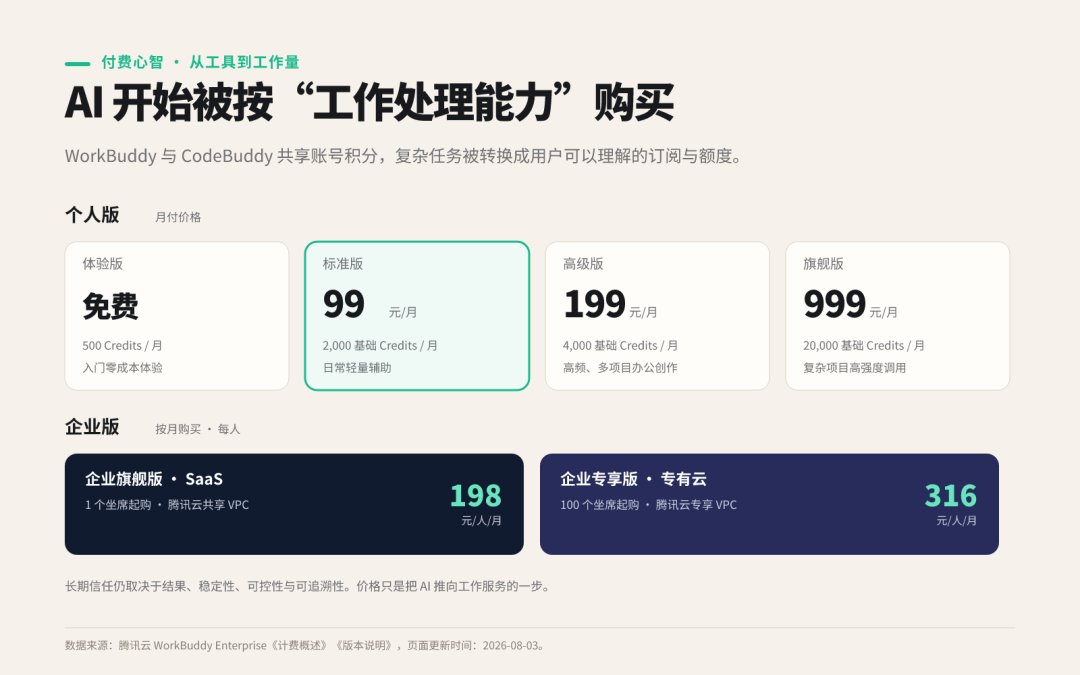 付费心智 · 从工具到工作量
AI 开始被按“工作处理能力”购买
WorkBuddy 与 CodeBuddy 共享账号积分，复杂任务被转换成用户可以理解的订阅与额度。
个人版 月付价格
体验版
免费
500 Credits / 月
入门零成本体验
标准版
99 元/月
2,000 基础 Credits / 月
日常轻量辅助
高级版
199 元/月
4,000 基础 Credits / 月
高频、多项目办公创作
旗舰版
999 元/月
20,000 基础 Credits / 月
复杂项目高强度调用
企业版 按月购买 · 每人
企业旗舰版 · SaaS
1 个坐席起购 · 腾讯云共享 VPC
198
元/人/月
企业专享版 · 专有云
100 个坐席起购 · 腾讯云专享 VPC
316
元/人/月
长期信任仍取决于结果、稳定性、可控性与可追溯性。价格只是把 AI 推向工作服务的一步。
数据来源：腾讯云 WorkBuddy Enterprise《计费概述》《版本说明》，页面更新时间：2026-08-03。